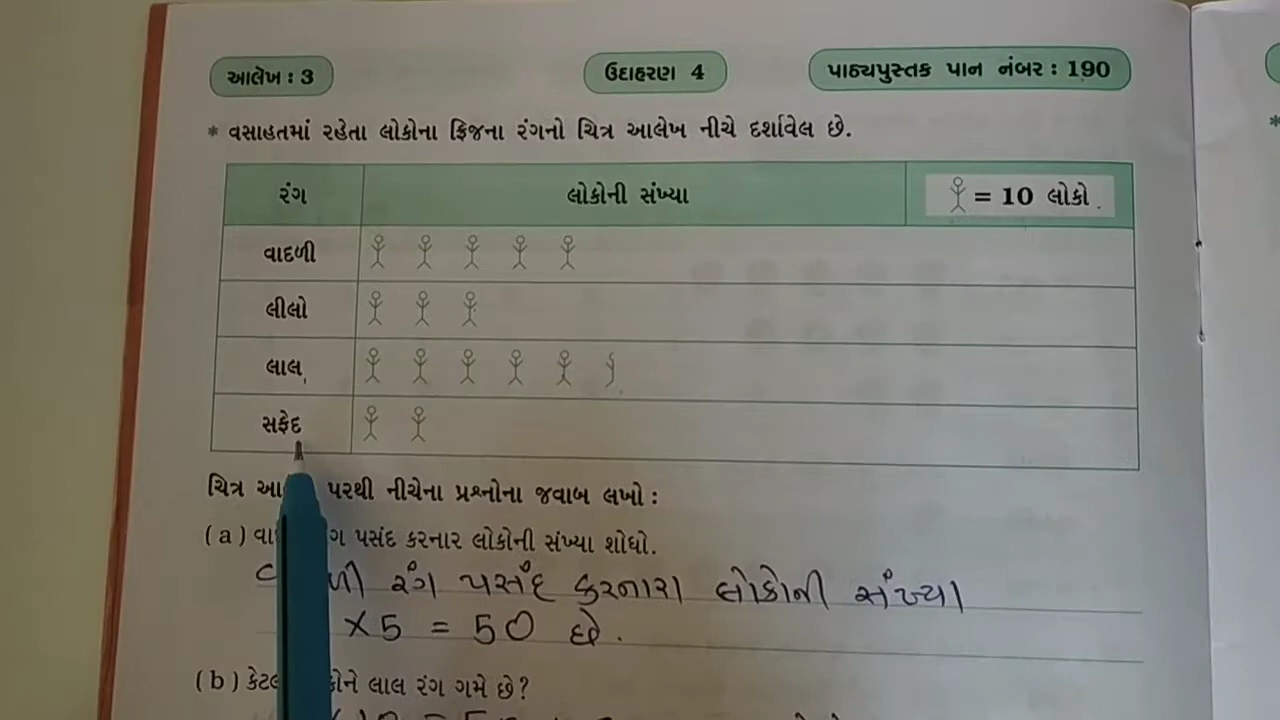 આલેખ : 3
ઉદાહરણ 4
પાઠ્યપુસ્તક પાન નંબર : 190
* વસાહતમાં રહેતા લોકોના ફ્રિજના રંગનો ચિત્ર આલેખ નીચે દર્શાવેલ છે.
રંગ લોકોની સંખ્યા = 10 લોકો
વાદળી
લીલો
લાલ
સફેદ
ચિત્ર પરથી નીચેના પ્રશ્નોના જવાબ લખો :
(a) પસંદ કરનાર લોકોની સંખ્યા શોધો.
રંગ પસંદ કરનારા લોકોની સંખ્યા
×5 = 50 છે.
(b) લાલ રંગ ગમે છે?